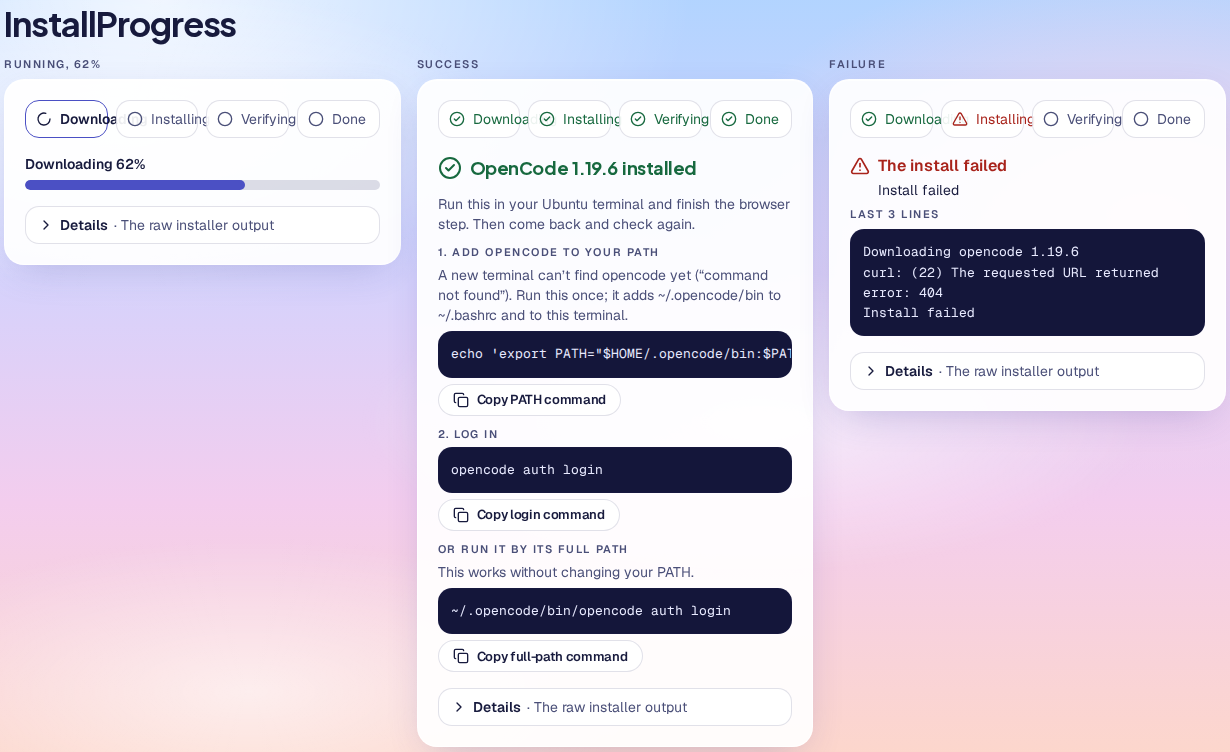 InstallProgress
RUNNING, 62%
Downloading
Installing
Verifying
Done
Downloading 62%
Details · The raw installer output
SUCCESS
Downloa
Installing
Verifying
Done
OpenCode 1.19.6 installed
Run this in your Ubuntu terminal and finish the browser
step. Then come back and check again.
1. ADD OPENCODE TO YOUR PATH
A new terminal can’t find opencode yet (“command
not found”). Run this once; it adds ~/.opencode/bin to
~/.bashrc and to this terminal.
echo 'export PATH="$HOME/.opencode/bin:$PAT
Copy PATH command
2. LOG IN
opencode auth login
Copy login command
OR RUN IT BY ITS FULL PATH
This works without changing your PATH.
~/.opencode/bin/opencode auth login
Copy full-path command
Details · The raw installer output
FAILURE
Downloa
Installing
Verifying
Done
The install failed
Install failed
LAST 3 LINES
Downloading opencode 1.19.6
curl: (22) The requested URL returned
error: 404
Install failed
Details · The raw installer output